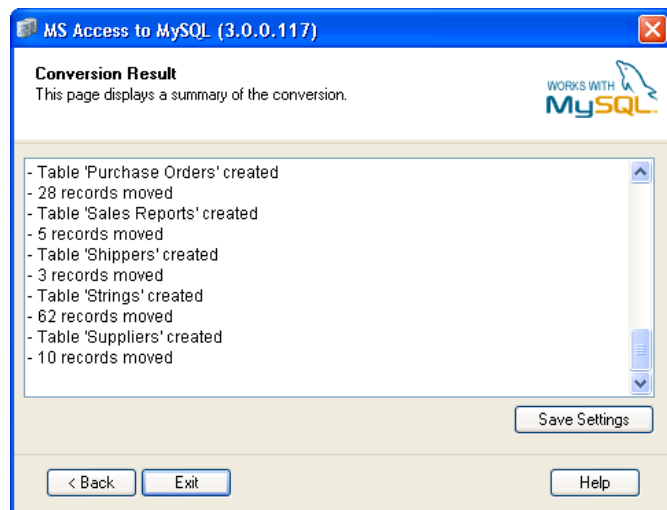 MS Access to MySQL (3.0.0.117)
Conversion Result
This page displays a summary of the conversion.
WORKS WITH
MySQL
- Table 'Purchase Orders' created
- 28 records moved
- Table 'Sales Reports' created
- 5 records moved
- Table 'Shippers' created
- 3 records moved
- Table 'Strings' created
- 62 records moved
- Table 'Suppliers' created
- 10 records moved
Save Settings
< Back
Exit
Help